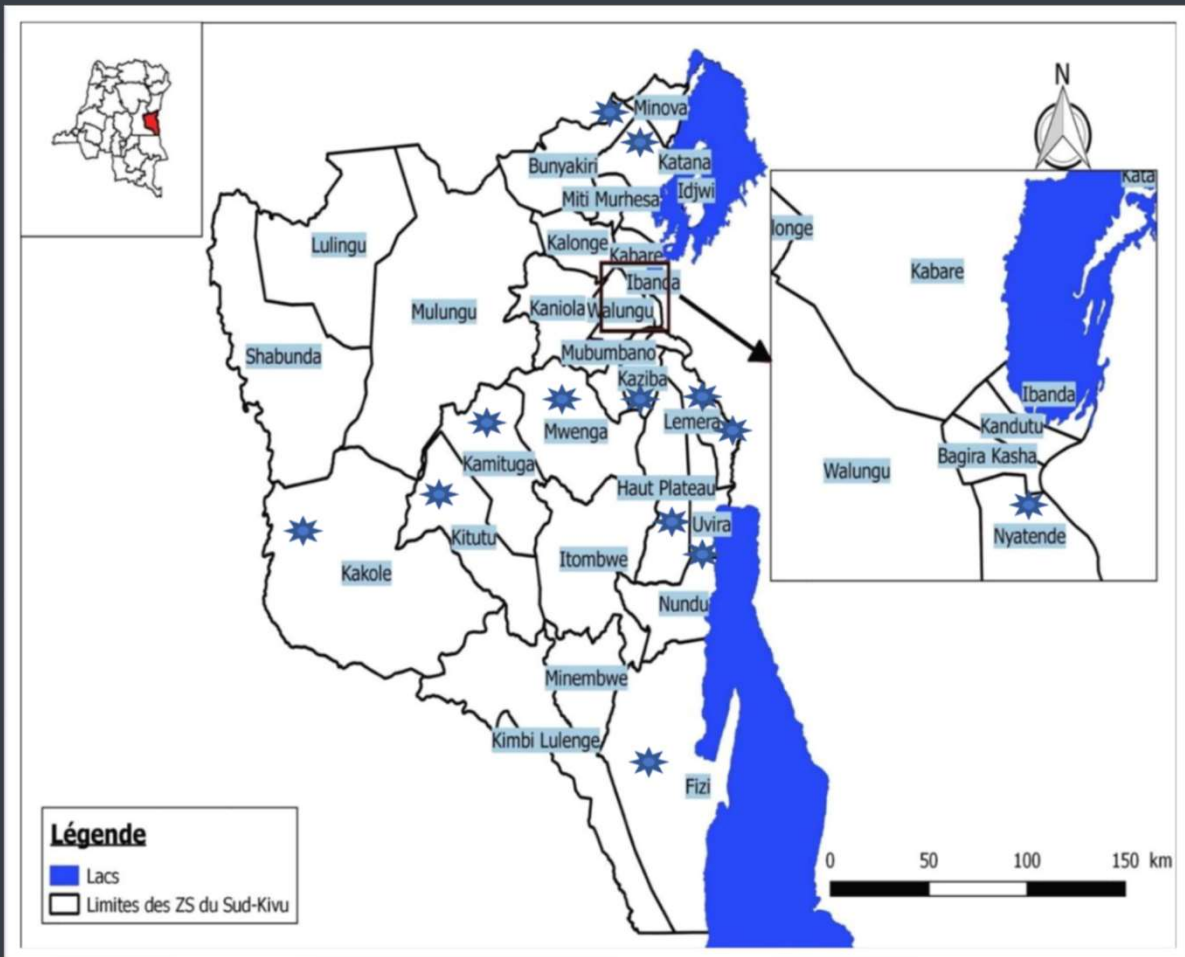 N
Minova
Bunyakiri
Katana
Miti Murhesa
Idjwi
Lulingu
Kalonge
Kabare
Ibanda
Mulungu
Kaniola
Walungu
Shabunda
Mubumbano
Kaziba
Mwenga
Lemera
Kamituga
Haut Plateau
Uvira
Kitutu
Itombwe
Kakole
Nundu
Minembwe
Kimbi Lulenge
Fizi
Kata
longe
Kabare
Ibanda
Kandutu
Bagira Kasha
Walungu
Nyatende
Légende
Lacs
Limites des ZS du Sud-Kivu
0 50 100 150 km